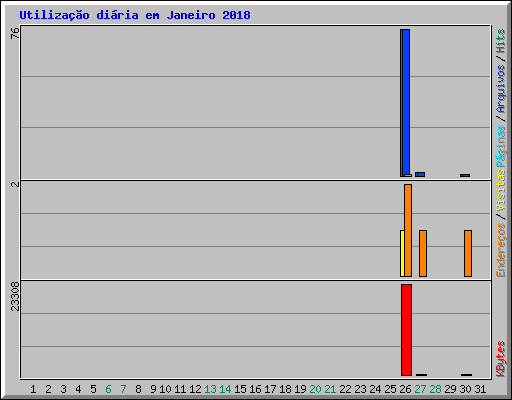 Utilização diária em Janeiro 2018
76
2
23308
Endereços / Visitas Páginas / Arquivos / Hits
KBytes
1 2 3 4 5 6 7 8 9 10 11 12 13 14 15 16 17 18 19 20 21 22 23 24 25 26 27 28 29 30 31